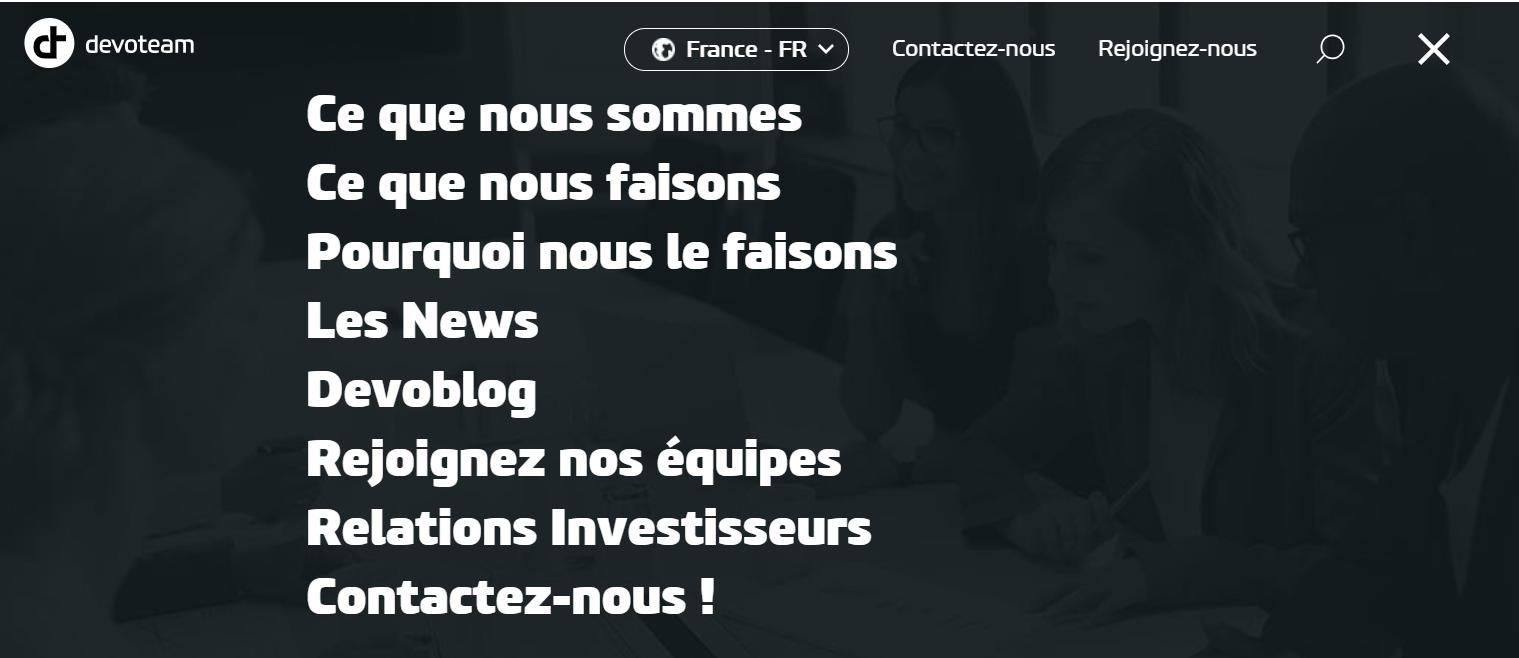 devoteam
France - FR
Contactez-nous
Rejoignez-nous
Ce que nous sommes
Ce que nous faisons
Pourquoi nous le faisons
Les News
Devoblog
Rejoignez nos équipes
Relations Investisseurs
Contactez-nous !